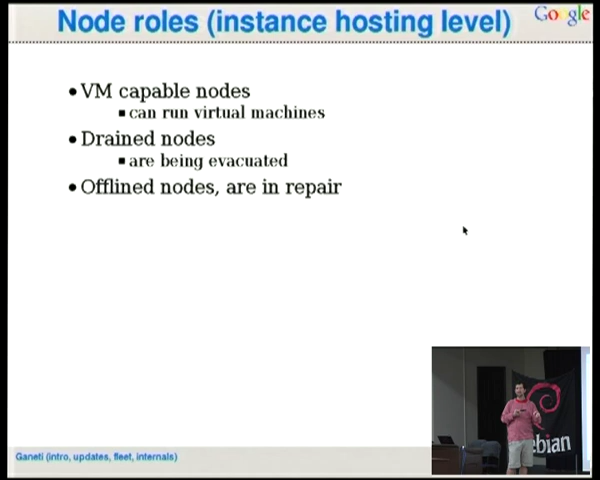 Node roles (instance hosting level)
Google
• VM capable nodes
▪ can run virtual machines
• Drained nodes
▪ are being evacuated
• Offlined nodes, are in repair
ebian
Ganeti (intro, updates, fleet, internals)